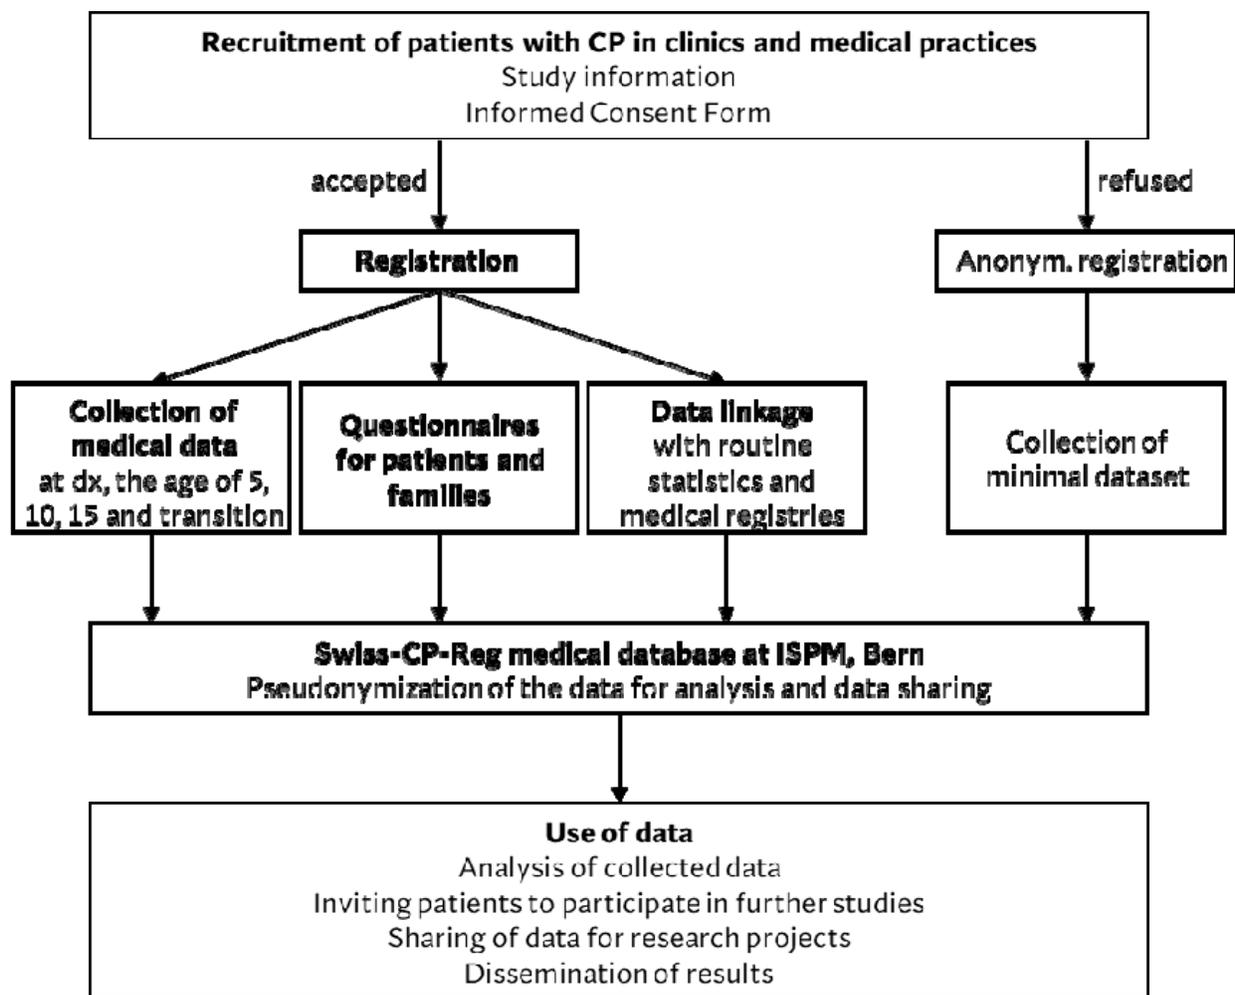 Recruitment of patients with CP in clinics and medical practices
Study information
Informed Consent Form
accepted
refused
Registration
Anonym. registration
Collection of
medical data
at dx, the age of 5,
10, 15 and transition
Questionnaires
for patients and
families
Data linkage
with routine
statistics and
medical registries
Collection of
minimal dataset
Swiss-CP-Reg medical database at ISPM, Bern
Pseudonymization of the data for analysis and data sharing
Use of data
Analysis of collected data
Inviting patients to participate in further studies
Sharing of data for research projects
Dissemination of results